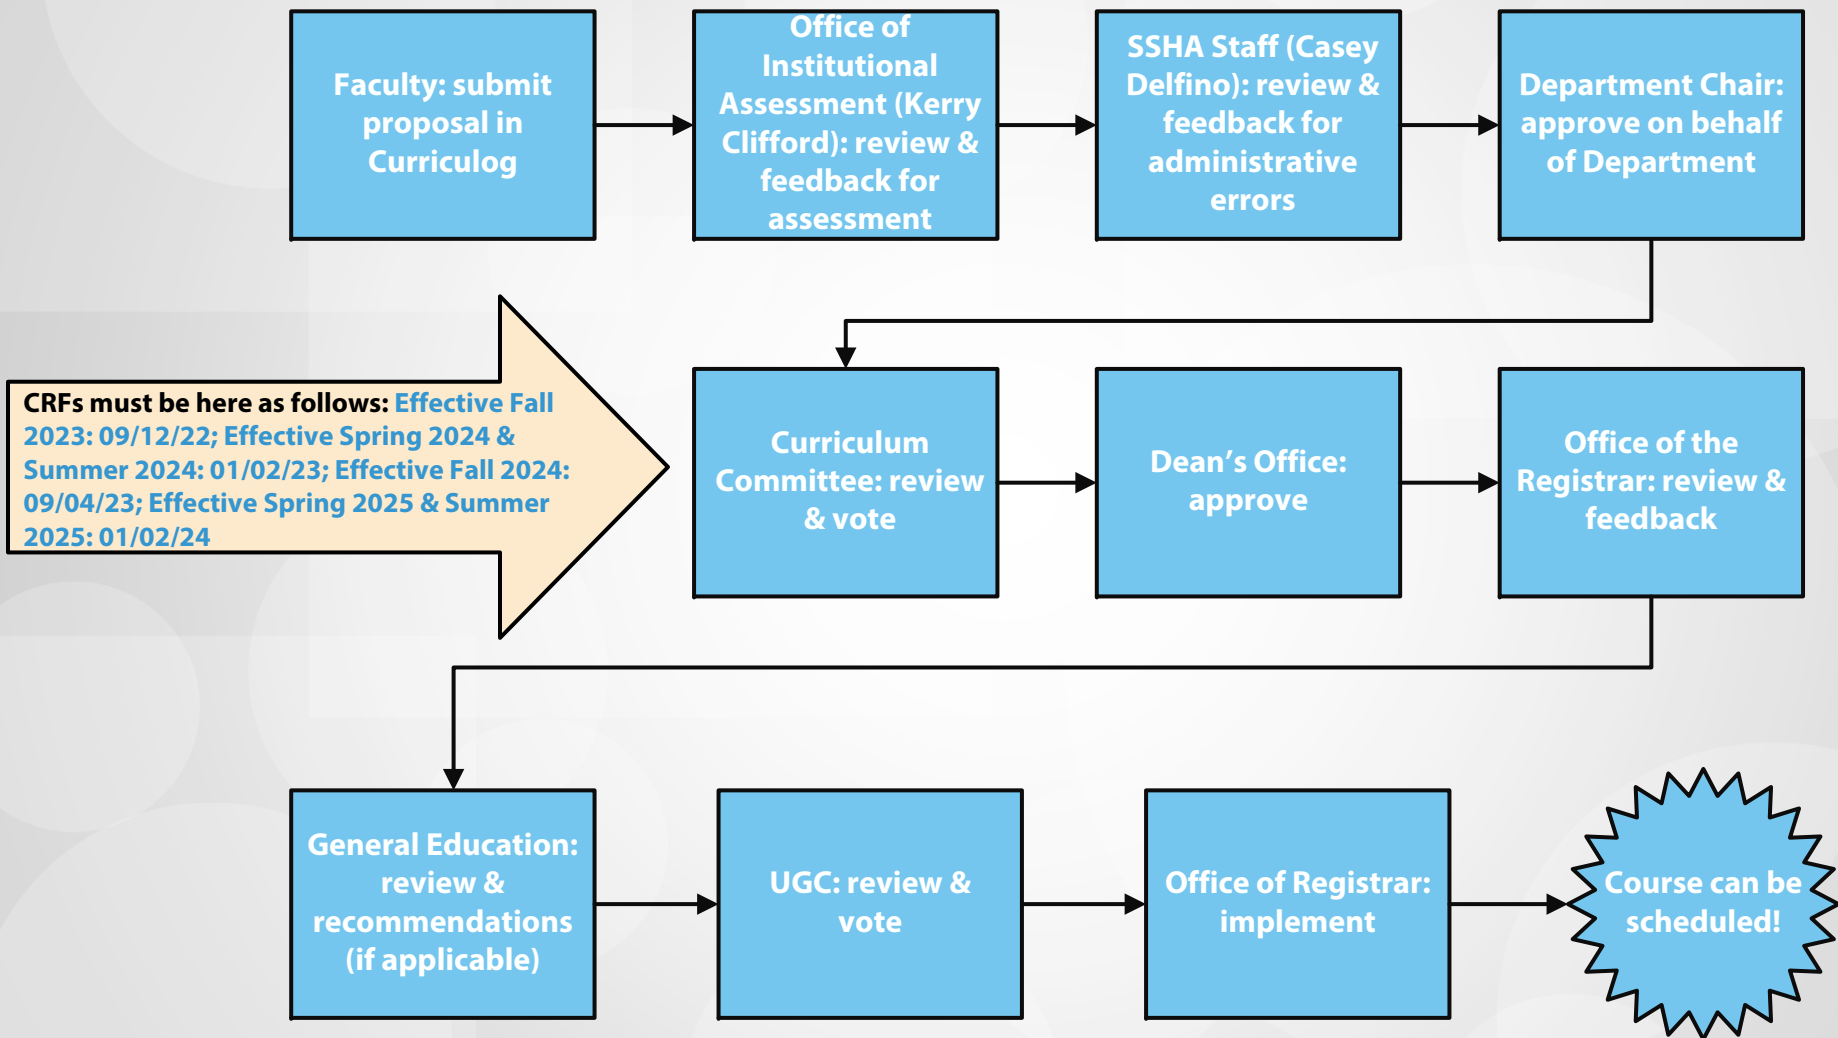 Faculty: submit
proposal in
Curriculog
Office of
Institutional
Assessment (Kerry
Clifford): review &
feedback for
assessment
SSHA Staff (Casey
Delfino): review &
feedback for
administrative
errors
Department Chair:
approve on behalf
of Department
CRFs must be here as follows: Effective Fall
2023: 09/12/22; Effective Spring 2024 &
Summer 2024: 01/02/23; Effective Fall 2024:
09/04/23; Effective Spring 2025 & Summer
2025: 01/02/24
Curriculum
Committee: review
& vote
Dean’s Office:
approve
Office of the
Registrar: review &
feedback
General Education:
review &
recommendations
(if applicable)
UGC: review &
vote
Office of Registrar:
implement
Course can be
scheduled!